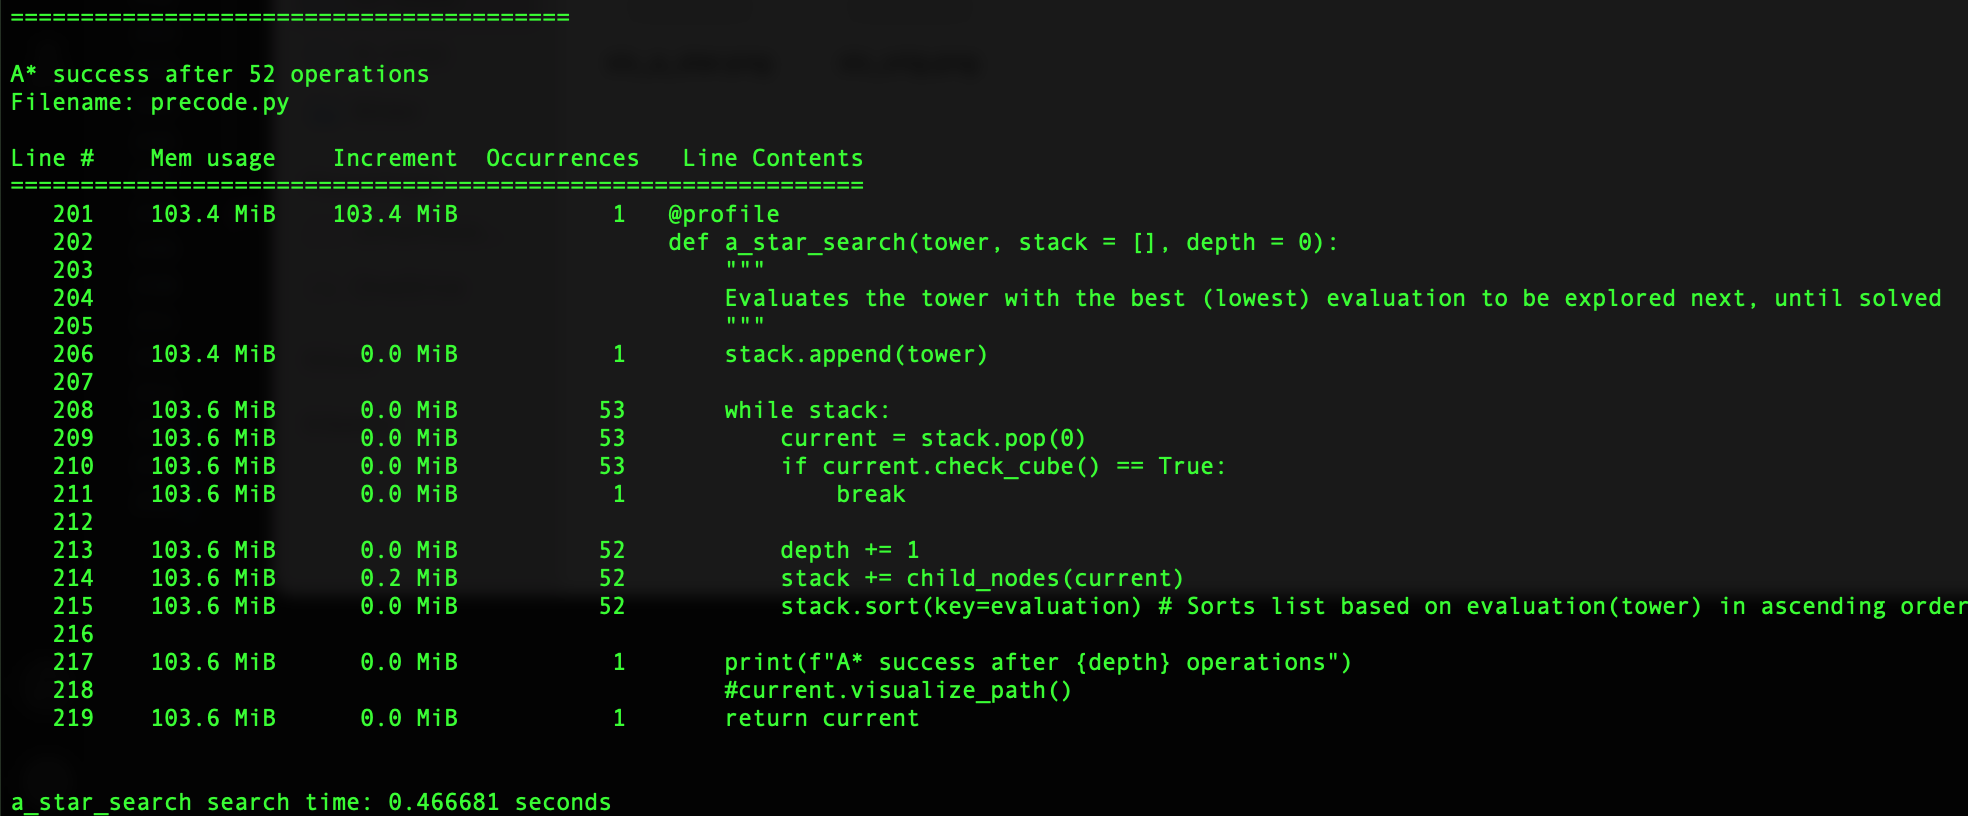 ========================================
A* success after 52 operations
Filename: precode.py
Line #    Mem usage    Increment  Occurrences   Line Contents
=============================================================
   201    103.4 MiB    103.4 MiB           1   @profile
   202                                         def a_star_search(tower, stack = [], depth = 0):
   203                                             """
   204                                             Evaluates the tower with the best (lowest) evaluation to be explored next, until solved
   205                                             """
   206    103.4 MiB      0.0 MiB           1       stack.append(tower)
   207
   208    103.6 MiB      0.0 MiB          53       while stack:
   209    103.6 MiB      0.0 MiB          53           current = stack.pop(0)
   210    103.6 MiB      0.0 MiB          53           if current.check_cube() == True:
   211    103.6 MiB      0.0 MiB           1               break
   212
   213    103.6 MiB      0.0 MiB          52           depth += 1
   214    103.6 MiB      0.2 MiB          52           stack += child_nodes(current)
   215    103.6 MiB      0.0 MiB          52           stack.sort(key=evaluation) # Sorts list based on evaluation(tower) in ascending order
   216
   217    103.6 MiB      0.0 MiB           1       print(f"A* success after {depth} operations")
   218                                             #current.visualize_path()
   219    103.6 MiB      0.0 MiB           1       return current
a_star_search search time: 0.466681 seconds